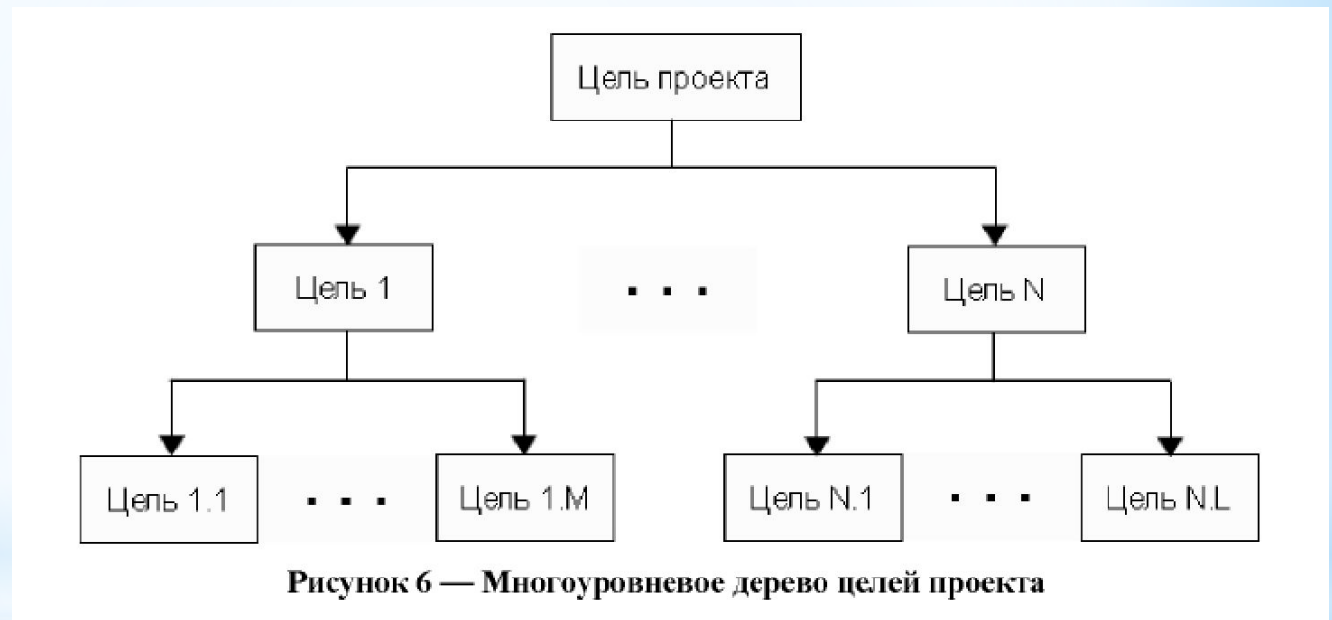 Цель проекта
Цель 1
. . .
Цель N
Цель 1.1
. . .
Цель 1.M
Цель N.1
. . .
Цель N.L
Рисунок 6 — Многоуровневое дерево целей проекта